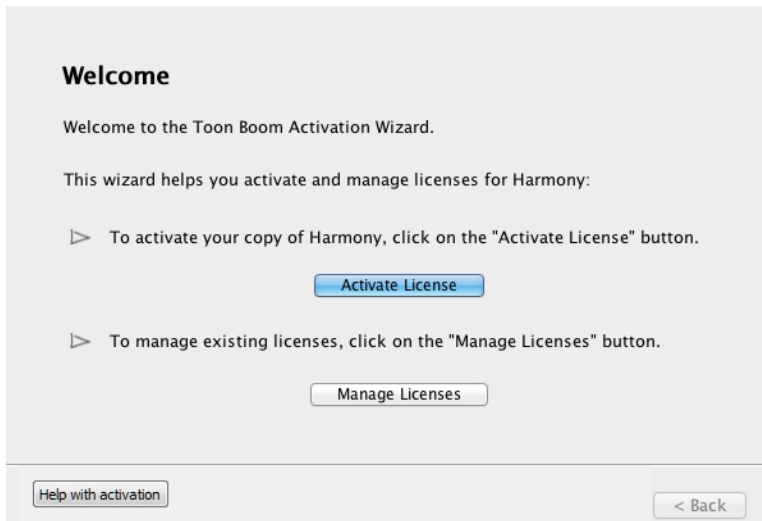 Welcome
Welcome to the Toon Boom Activation Wizard.
This wizard helps you activate and manage licenses for Harmony:
To activate your copy of Harmony, click on the "Activate License" button.
Activate License
To manage existing licenses, click on the "Manage Licenses" button.
Manage Licenses
Help with activation
< Back